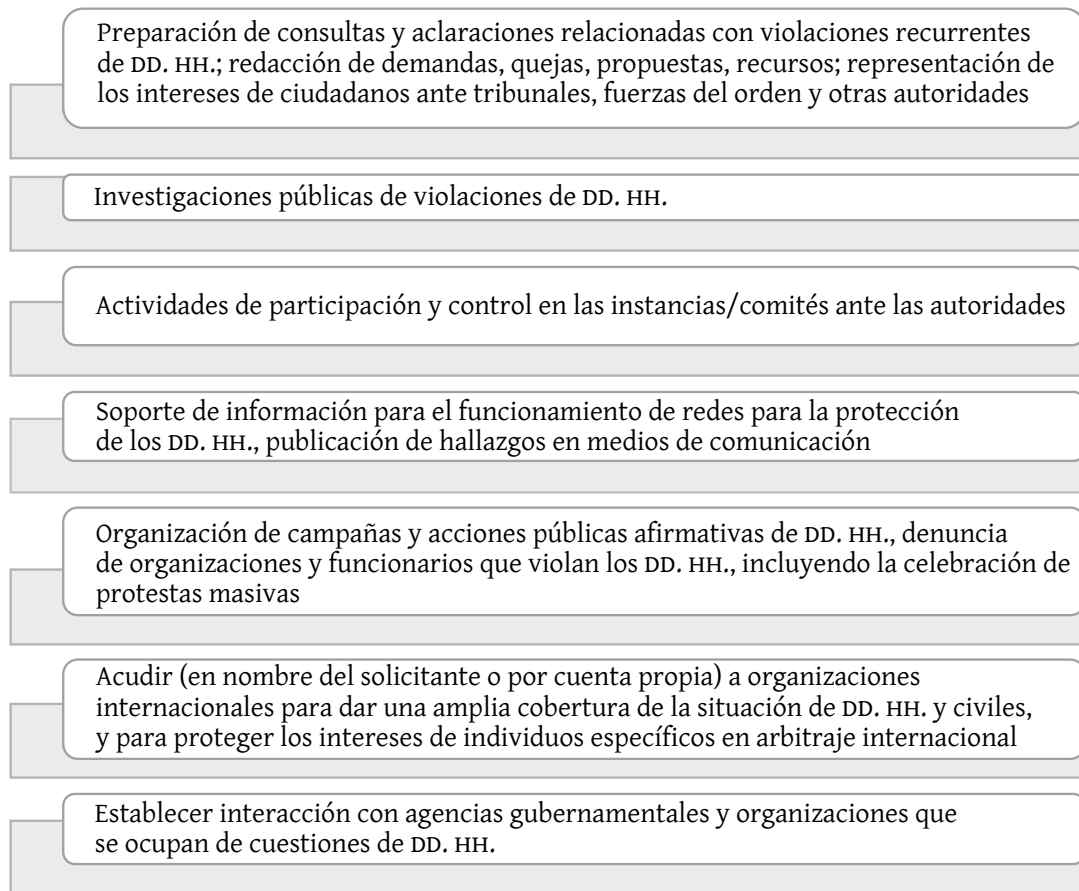 Preparación de consultas y aclaraciones relacionadas con violaciones recurrentes
de DD. HH.; redacción de demandas, quejas, propuestas, recursos; representación de
los intereses de ciudadanos ante tribunales, fuerzas del orden y otras autoridades
Investigaciones públicas de violaciones de DD. HH.
Actividades de participación y control en las instancias/comités ante las autoridades
Soporte de información para el funcionamiento de redes para la protección
de los DD. HH., publicación de hallazgos en medios de comunicación
Organización de campañas y acciones públicas afirmativas de DD. HH., denuncia
de organizaciones y funcionarios que violan los DD. HH., incluyendo la celebración de
protestas masivas
Acudir (en nombre del solicitante o por cuenta propia) a organizaciones
internacionales para dar una amplia cobertura de la situación de DD. HH. y civiles,
y para proteger los intereses de individuos específicos en arbitraje internacional
Establecer interacción con agencias gubernamentales y organizaciones que
se ocupan de cuestiones de DD. HH.